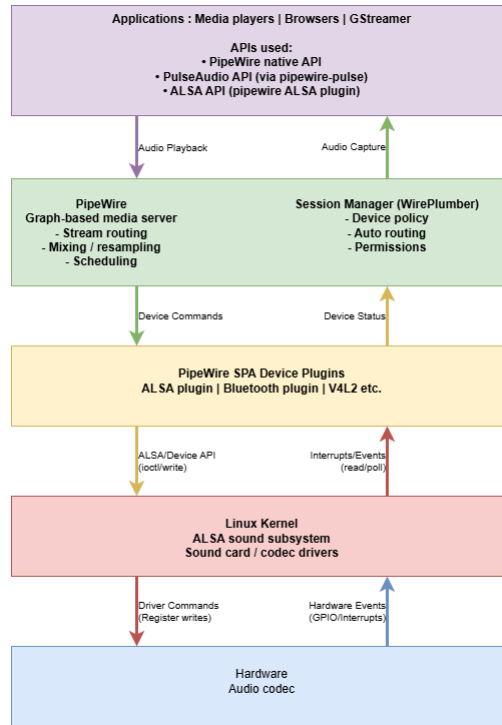 Applications : Media players | Browsers | GStreamer
APIs used:
• PipeWire native API
• PulseAudio API (via pipewire-pulse)
• ALSA API (pipewire ALSA plugin)
Audio Playback
Audio Capture
PipeWire
Graph-based media server
- Stream routing
- Mixing / resampling
- Scheduling
Session Manager (WirePlumber)
- Device policy
- Auto routing
- Permissions
Device Commands
Device Status
PipeWire SPA Device Plugins
ALSA plugin | Bluetooth plugin | V4L2 etc.
ALSA/Device API
(ioctl/write)
Interrupts/Events
(read/poll)
Linux Kernel
ALSA sound subsystem
Sound card / codec drivers
Driver Commands
(Register writes)
Hardware Events
(GPIO/Interrupts)
Hardware
Audio codec